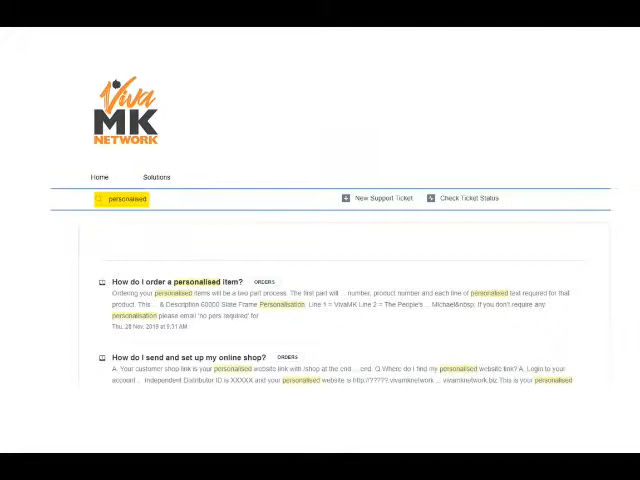 Viva
MK
NETWORK
Home Solutions
personalised New Support Ticket Check Ticket Status
How do I order a personalised item? ORDERS
Ordering your personalised items will be a two part process. The first part will ... number, product number and each line of personalised text required for that
product. This ... & Description 60000 Slate Frame Personalisation. Line 1 = VivaMK Line 2 = The People's ... Michael&nbsp; If you don't require any
personalisation please email 'no pers required' for
Thu, 28 Nov, 2019 at 9:31 AM
How do I send and set up my online shop? ORDERS
A. Your customer shop link is your personalised website link with /shop at the end ... end. Q Where do I find my personalised website link? A. Login to your
account ... Independent Distributor ID is XXXXX and your personalised website is http://?????.vivamknetwork ... vivamknetwork.biz This is your personalised